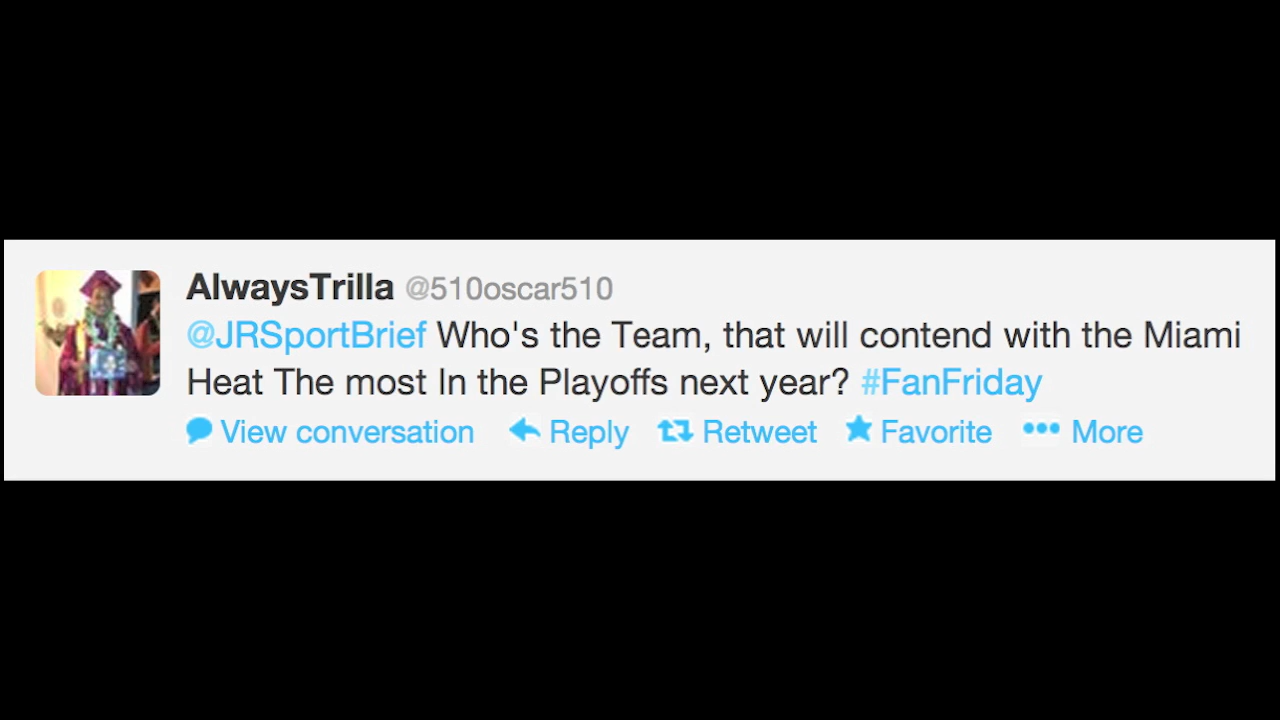 AlwaysTrilla @510oscar510
@JRSportBrief Who's the Team, that will contend with the Miami
Heat The most In the Playoffs next year? #FanFriday
View conversation Reply Retweet Favorite More